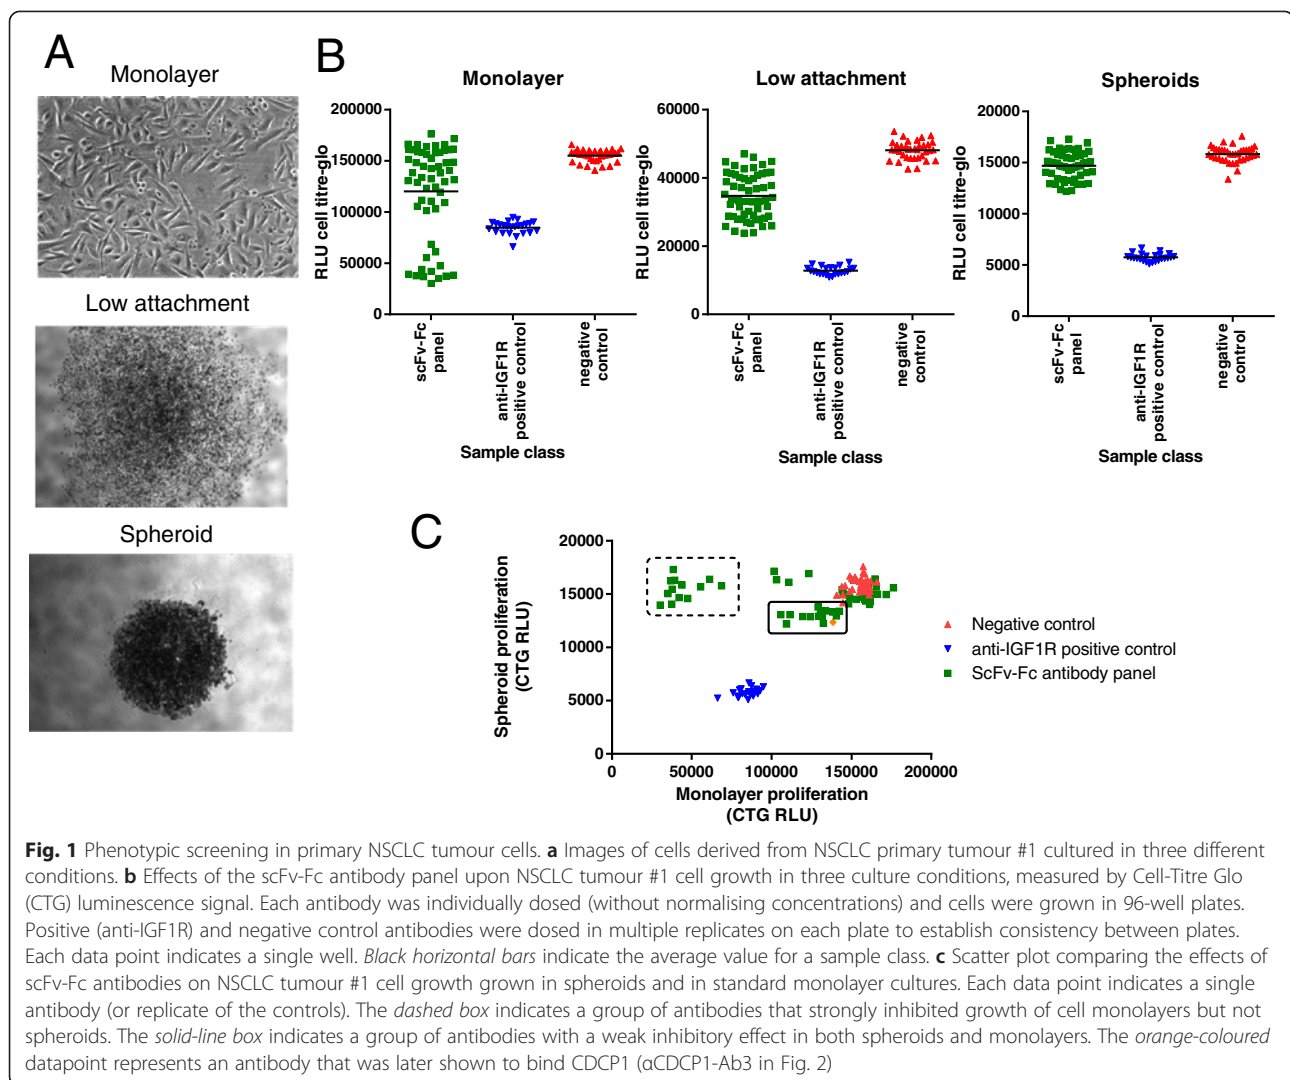 A
Monolayer
Low attachment
Spheroid
B
Monolayer
RLU cell titre-glo
200000
150000
100000
50000
0
scFv-Fc
panel
anti-IGF1R
positive control
negative
control
Sample class
Low attachment
RLU cell titre-glo
60000
40000
20000
0
scFv-Fc
panel
anti-IGF1R
positive control
negative
control
Sample class
Spheroids
RLU cell titre-glo
20000
15000
10000
5000
0
scFv-Fc
panel
anti-IGF1R
positive control
negative
control
Sample class
C
Spheroid proliferation
(CTG RLU)
20000
15000
10000
5000
0
0 50000 100000 150000 200000
Monolayer proliferation
(CTG RLU)
Negative control
anti-IGF1R positive control
ScFv-Fc antibody panel
Fig. 1 Phenotypic screening in primary NSCLC tumour cells. a Images of cells derived from NSCLC primary tumour #1 cultured in three different
conditions. b Effects of the scFv-Fc antibody panel upon NSCLC tumour #1 cell growth in three culture conditions, measured by Cell-Titre Glo
(CTG) luminescence signal. Each antibody was individually dosed (without normalising concentrations) and cells were grown in 96-well plates.
Positive (anti-IGF1R) and negative control antibodies were dosed in multiple replicates on each plate to establish consistency between plates.
Each data point indicates a single well. Black horizontal bars indicate the average value for a sample class. c Scatter plot comparing the effects of
scFv-Fc antibodies on NSCLC tumour #1 cell growth grown in spheroids and in standard monolayer cultures. Each data point indicates a single
antibody (or replicate of the controls). The dashed box indicates a group of antibodies that strongly inhibited growth of cell monolayers but not
spheroids. The solid-line box indicates a group of antibodies with a weak inhibitory effect in both spheroids and monolayers. The orange-coloured
datapoint represents an antibody that was later shown to bind CDCP1 (αCDCP1-Ab3 in Fig. 2)